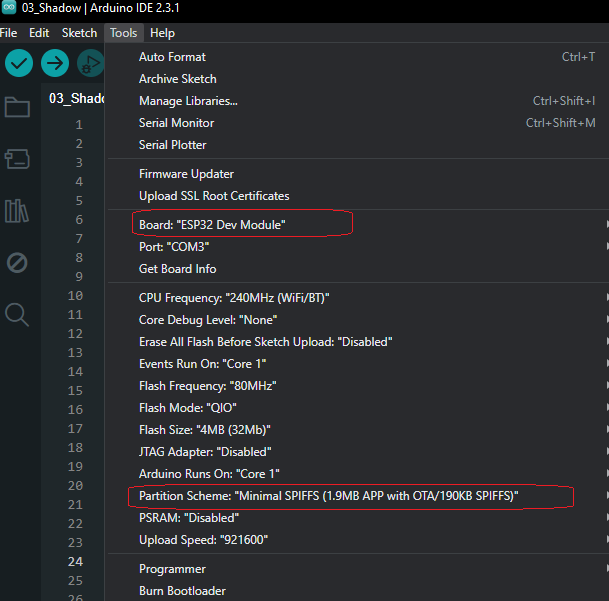 03_Shadow | Arduino IDE 2.3.1
File Edit Sketch Tools Help
Auto Format Ctrl+T
Archive Sketch
Manage Libraries... Ctrl+Shift+I
Serial Monitor Ctrl+Shift+M
Serial Plotter
Firmware Updater
Upload SSL Root Certificates
Board: "ESP32 Dev Module"
Port: "COM3"
Get Board Info
CPU Frequency: "240MHz (WiFi/BT)"
Core Debug Level: "None"
Erase All Flash Before Sketch Upload: "Disabled"
Events Run On: "Core 1"
Flash Frequency: "80MHz"
Flash Mode: "QIO"
Flash Size: "4MB (32Mb)"
JTAG Adapter: "Disabled"
Arduino Runs On: "Core 1"
Partition Scheme: "Minimal SPIFFS (1.9MB APP with OTA/190KB SPIFFS)"
PSRAM: "Disabled"
Upload Speed: "921600"
Programmer
Burn Bootloader
03_Shado
1
2
3
4
5
6
7
8
9
10
11
12
13
14
15
16
17
18
19
20
21
22
23
24
25
26